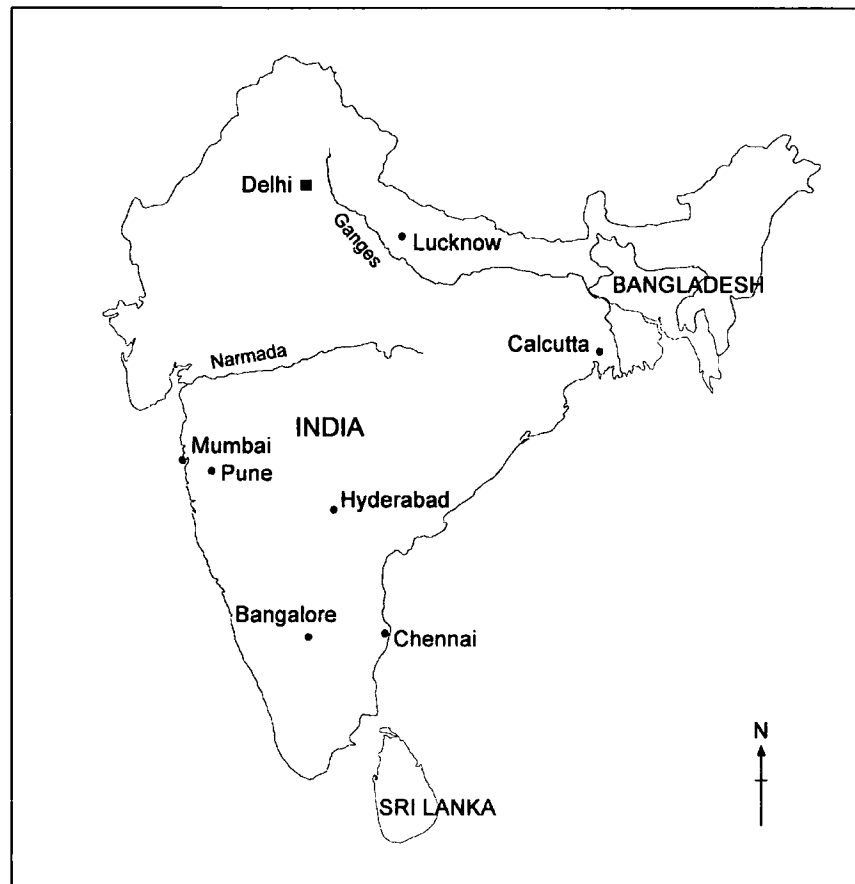 Delhi
Ganges
Lucknow
BANGLADESH
Calcutta
Narmada
INDIA
Mumbai
Pune
Hyderabad
Bangalore
Chennai
N
SRI LANKA